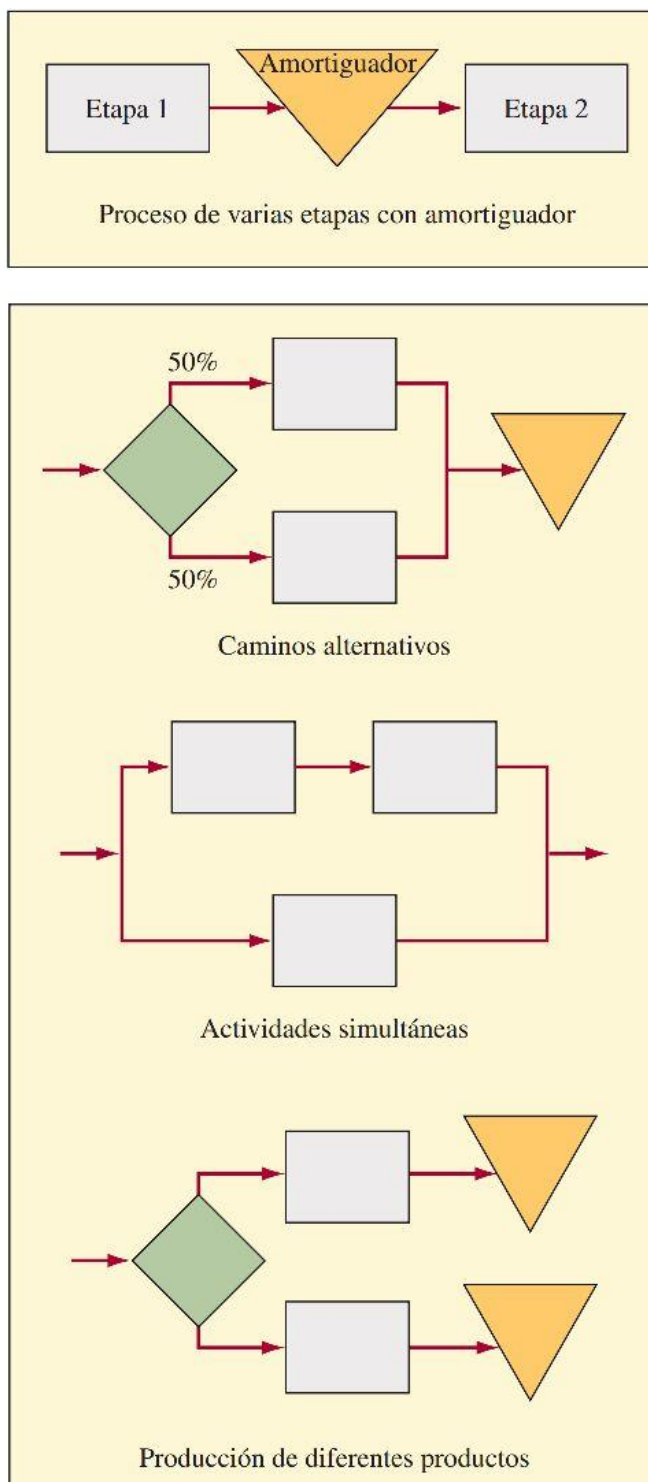 Etapa 1
Amortiguador
Etapa 2
Proceso de varias etapas con amortiguador
50%
50%
Caminos alternativos
Actividades simultáneas
Producción de diferentes productos